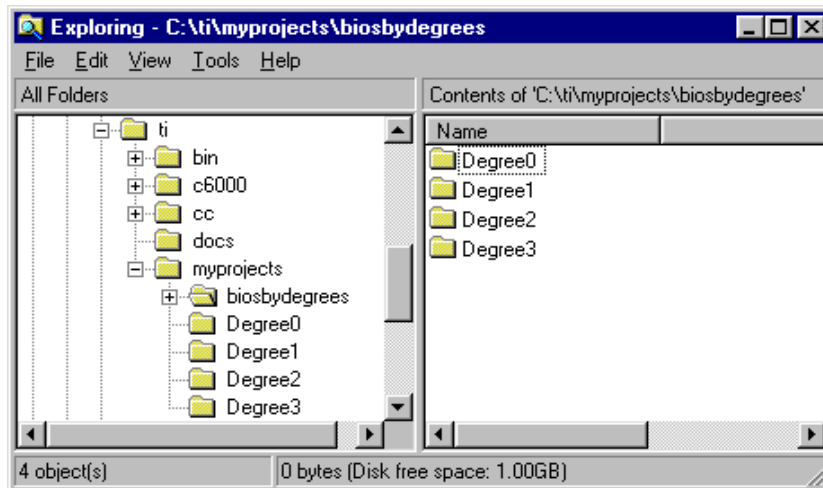 Exploring - C:\ti\myprojects\biosbydegrees
File Edit View Tools Help
All Folders
Contents of 'C:\ti\myprojects\biosbydegrees'
ti
bin
c6000
cc
docs
myprojects
biosbydegrees
Degree0
Degree1
Degree2
Degree3
Name
Degree0
Degree1
Degree2
Degree3
4 object(s)
0 bytes (Disk free space: 1.00GB)